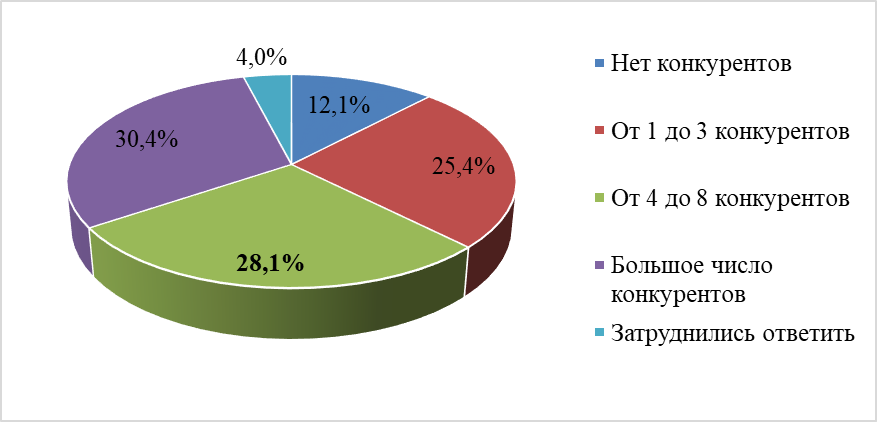 4,0%
12,1%
25,4%
28,1%
30,4%
Нет конкурентов
От 1 до 3 конкурентов
От 4 до 8 конкурентов
Большое число
конкурентов
Затруднились ответить